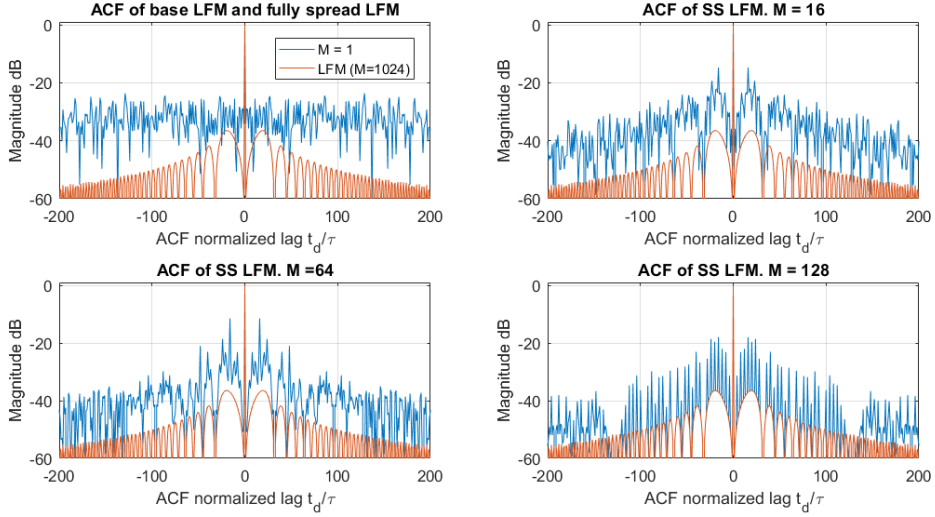 ACF of base LFM and fully spread LFM
0
-20
-40
-60
Magnitude dB
M = 1
LFM (M=1024)
-200 -100 0 100 200
ACF normalized lag t_d/τ
ACF of SS LFM. M = 16
0
-20
-40
-60
Magnitude dB
-200 -100 0 100 200
ACF normalized lag t_d/τ
ACF of SS LFM. M =64
0
-20
-40
-60
Magnitude dB
-200 -100 0 100 200
ACF normalized lag t_d/τ
ACF of SS LFM. M = 128
0
-20
-40
-60
Magnitude dB
-200 -100 0 100 200
ACF normalized lag t_d/τ